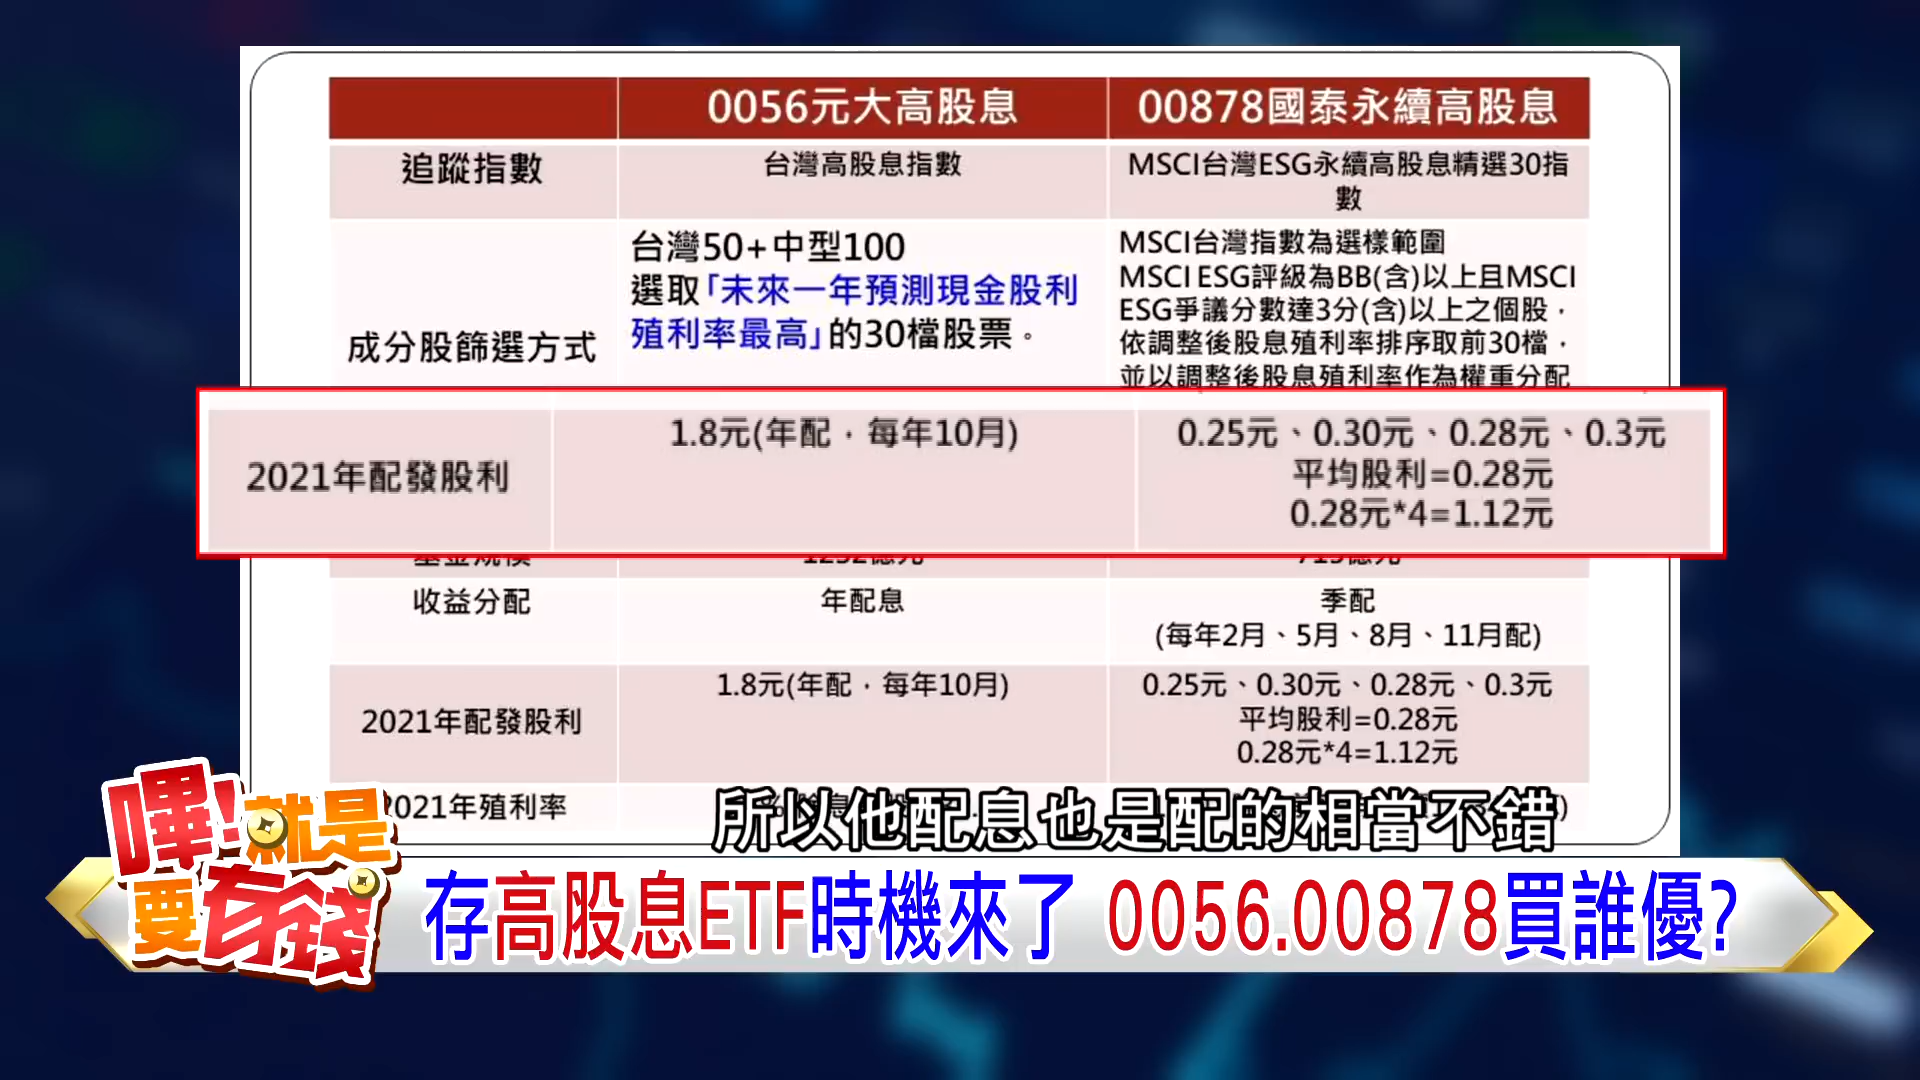 0056元大高股息
00878國泰永續高股息
追蹤指數
台灣高股息指數
MSCI台灣ESG永續高股息精選30指
數
成分股篩選方式
台灣50+中型100
選取「未來一年預測現金股利
殖利率最高」的30檔股票。
MSCI台灣指數為選樣範圍
MSCI ESG評級為BB(含)以上且MSCI
ESG爭議分數達3分(含)以上之個股，
依調整後股息殖利率排序取前30檔，
並以調整後股息殖利率作為權重分配
2021年配發股利
1.8元(年配，每年10月)
0.25元、0.30元、0.28元、0.3元
平均股利=0.28元
0.28元*4=1.12元
收益分配
年配息
季配
(每年2月、5月、8月、11月配)
2021年配發股利
1.8元(年配，每年10月)
0.25元、0.30元、0.28元、0.3元
平均股利=0.28元
0.28元*4=1.12元
2021年殖利率
所以他配息也是配的相當不錯
嗶!就是
要有錢
存高股息ETF時機來了 0056.00878買誰優?